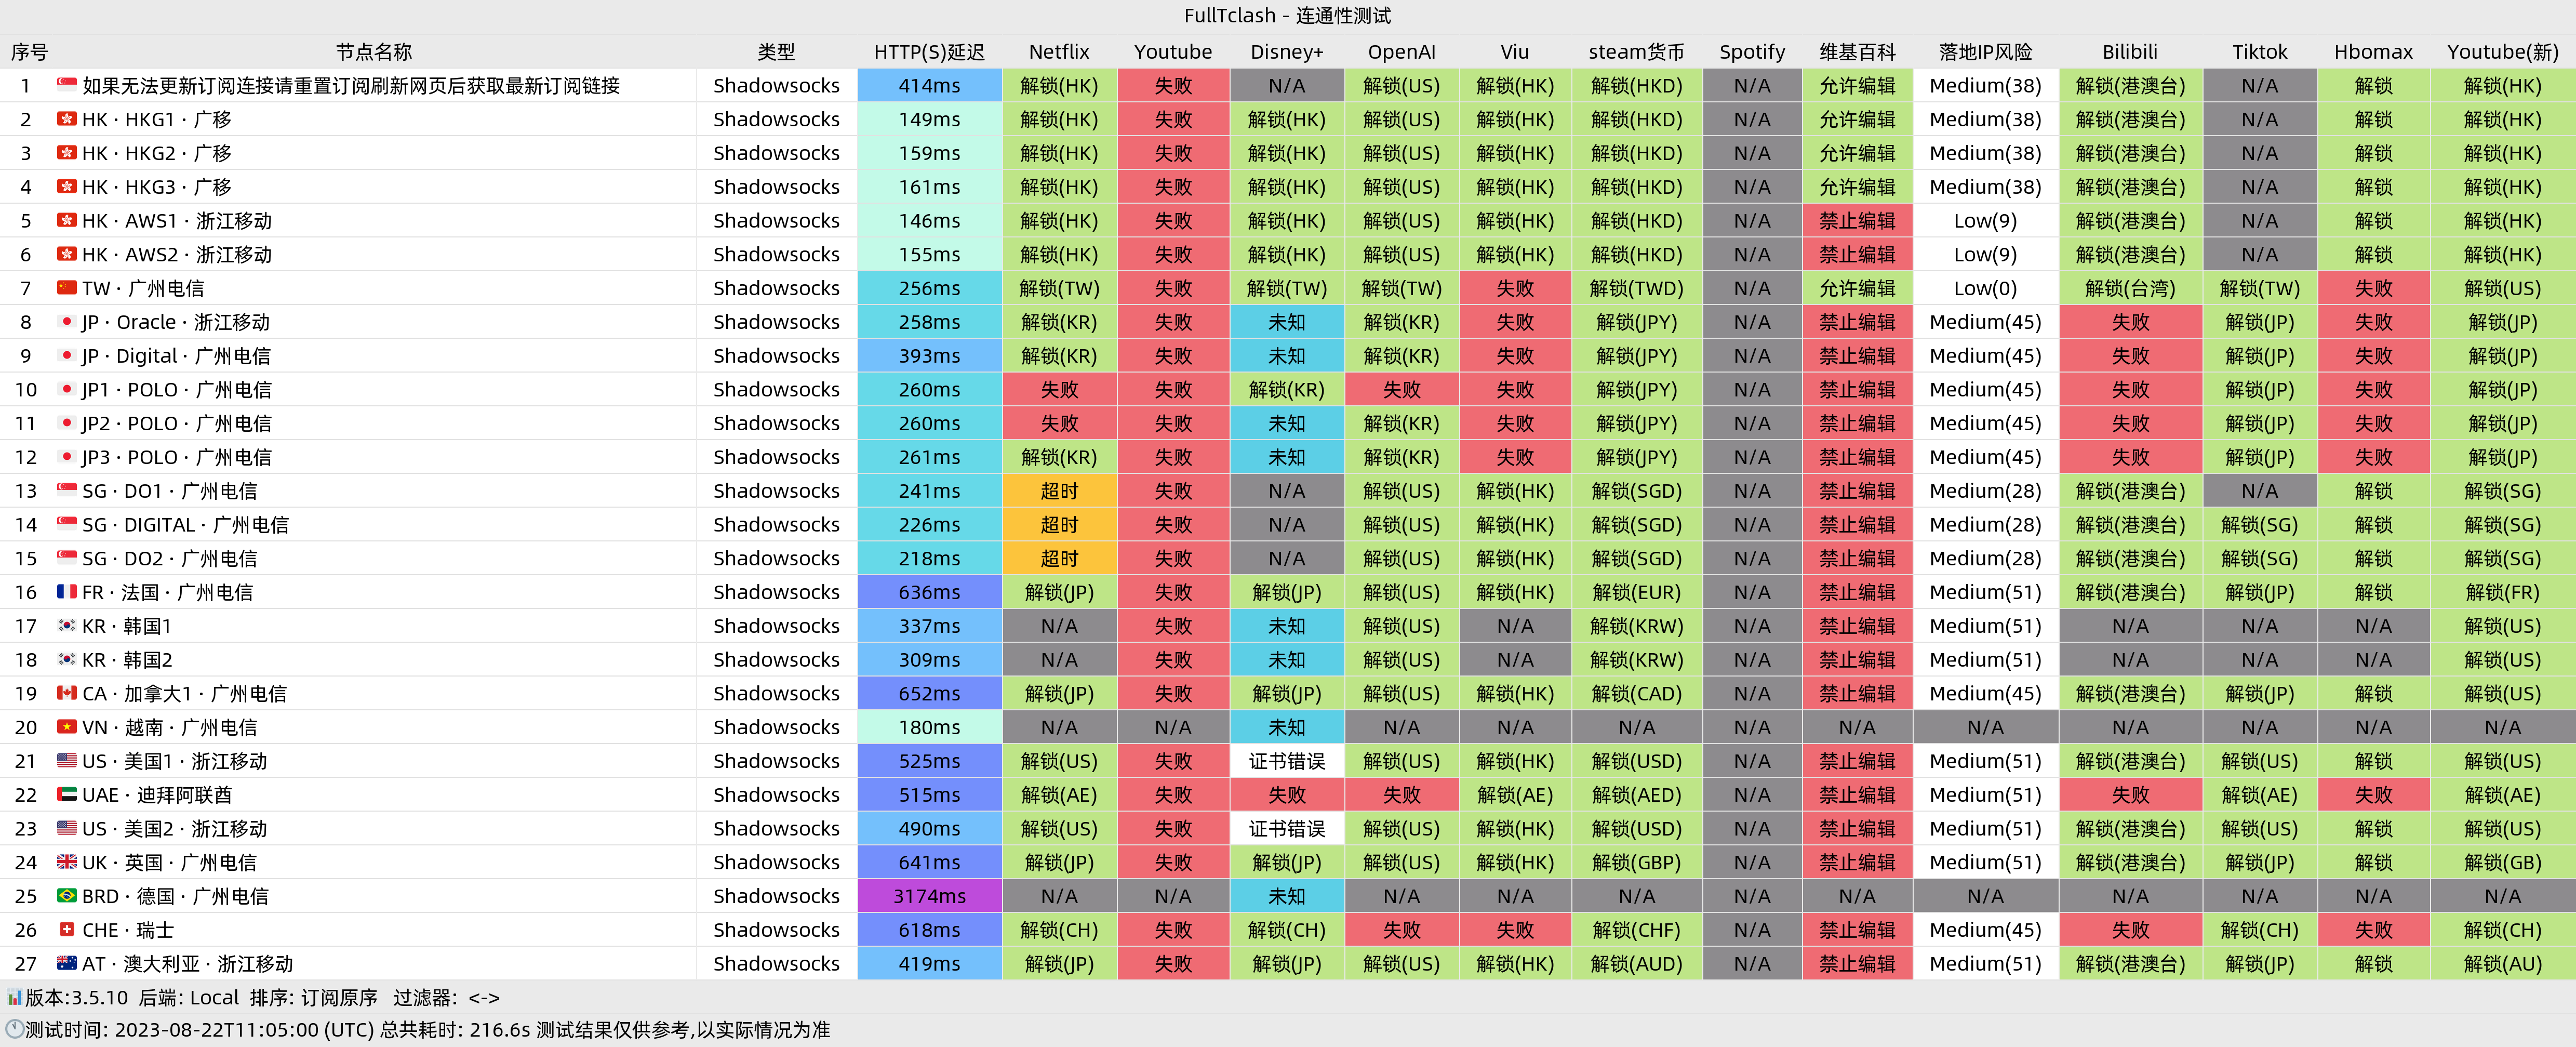 FullTclash - 连通性测试
序号 节点名称 类型 HTTP(S)延迟 Netflix Youtube Disney+ OpenAI Viu steam货币 Spotify 维基百科 落地IP风险 Bilibili Tiktok Hbomax Youtube(新)
1 如果无法更新订阅连接请重置订阅刷新网页后获取最新订阅链接 Shadowsocks 414ms 解锁(HK) 失败 N/A 解锁(US) 解锁(HK) 解锁(HKD) N/A 允许编辑 Medium(38) 解锁(港澳台) N/A 解锁 解锁(HK)
2 HK · HKG1 · 广移 Shadowsocks 149ms 解锁(HK) 失败 解锁(HK) 解锁(US) 解锁(HK) 解锁(HKD) N/A 允许编辑 Medium(38) 解锁(港澳台) N/A 解锁 解锁(HK)
3 HK · HKG2 · 广移 Shadowsocks 159ms 解锁(HK) 失败 解锁(HK) 解锁(US) 解锁(HK) 解锁(HKD) N/A 允许编辑 Medium(38) 解锁(港澳台) N/A 解锁 解锁(HK)
4 HK · HKG3 · 广移 Shadowsocks 161ms 解锁(HK) 失败 解锁(HK) 解锁(US) 解锁(HK) 解锁(HKD) N/A 允许编辑 Medium(38) 解锁(港澳台) N/A 解锁 解锁(HK)
5 HK · AWS1 · 浙江移动 Shadowsocks 146ms 解锁(HK) 失败 解锁(HK) 解锁(US) 解锁(HK) 解锁(HKD) N/A 禁止编辑 Low(9) 解锁(港澳台) N/A 解锁 解锁(HK)
6 HK · AWS2 · 浙江移动 Shadowsocks 155ms 解锁(HK) 失败 解锁(HK) 解锁(US) 解锁(HK) 解锁(HKD) N/A 禁止编辑 Low(9) 解锁(港澳台) N/A 解锁 解锁(HK)
7 TW · 广州电信 Shadowsocks 256ms 解锁(TW) 失败 解锁(TW) 解锁(TW) 失败 解锁(TWD) N/A 允许编辑 Low(0) 解锁(台湾) 解锁(TW) 失败 解锁(US)
8 JP · Oracle · 浙江移动 Shadowsocks 258ms 解锁(KR) 失败 未知 解锁(KR) 失败 解锁(JPY) N/A 禁止编辑 Medium(45) 失败 解锁(JP) 失败 解锁(JP)
9 JP · Digital · 广州电信 Shadowsocks 393ms 解锁(KR) 失败 未知 解锁(KR) 失败 解锁(JPY) N/A 禁止编辑 Medium(45) 失败 解锁(JP) 失败 解锁(JP)
10 JP1 · POLO · 广州电信 Shadowsocks 260ms 失败 失败 解锁(KR) 失败 失败 解锁(JPY) N/A 禁止编辑 Medium(45) 失败 解锁(JP) 失败 解锁(JP)
11 JP2 · POLO · 广州电信 Shadowsocks 260ms 失败 失败 未知 解锁(KR) 失败 解锁(JPY) N/A 禁止编辑 Medium(45) 失败 解锁(JP) 失败 解锁(JP)
12 JP3 · POLO · 广州电信 Shadowsocks 261ms 解锁(KR) 失败 未知 解锁(KR) 失败 解锁(JPY) N/A 禁止编辑 Medium(45) 失败 解锁(JP) 失败 解锁(JP)
13 SG · DO1 · 广州电信 Shadowsocks 241ms 超时 失败 N/A 解锁(US) 解锁(HK) 解锁(SGD) N/A 禁止编辑 Medium(28) 解锁(港澳台) N/A 解锁 解锁(SG)
14 SG · DIGITAL · 广州电信 Shadowsocks 226ms 超时 失败 N/A 解锁(US) 解锁(HK) 解锁(SGD) N/A 禁止编辑 Medium(28) 解锁(港澳台) 解锁(SG) 解锁 解锁(SG)
15 SG · DO2 · 广州电信 Shadowsocks 218ms 超时 失败 N/A 解锁(US) 解锁(HK) 解锁(SGD) N/A 禁止编辑 Medium(28) 解锁(港澳台) 解锁(SG) 解锁 解锁(SG)
16 FR · 法国 · 广州电信 Shadowsocks 636ms 解锁(JP) 失败 解锁(JP) 解锁(US) 解锁(HK) 解锁(EUR) N/A 禁止编辑 Medium(51) 解锁(港澳台) 解锁(JP) 解锁 解锁(FR)
17 KR · 韩国1 Shadowsocks 337ms N/A 失败 未知 解锁(US) N/A 解锁(KRW) N/A 禁止编辑 Medium(51) N/A N/A N/A 解锁(US)
18 KR · 韩国2 Shadowsocks 309ms N/A 失败 未知 解锁(US) N/A 解锁(KRW) N/A 禁止编辑 Medium(51) N/A N/A N/A 解锁(US)
19 CA · 加拿大1 · 广州电信 Shadowsocks 652ms 解锁(JP) 失败 解锁(JP) 解锁(US) 解锁(HK) 解锁(CAD) N/A 禁止编辑 Medium(45) 解锁(港澳台) 解锁(JP) 解锁 解锁(US)
20 VN · 越南 · 广州电信 Shadowsocks 180ms N/A N/A 未知 N/A N/A N/A N/A N/A N/A N/A N/A N/A N/A
21 US · 美国1 · 浙江移动 Shadowsocks 525ms 解锁(US) 失败 证书错误 解锁(US) 解锁(HK) 解锁(USD) N/A 禁止编辑 Medium(51) 解锁(港澳台) 解锁(US) 解锁 解锁(US)
22 UAE · 迪拜阿联酋 Shadowsocks 515ms 解锁(AE) 失败 失败 失败 解锁(AE) 解锁(AED) N/A 禁止编辑 Medium(51) 失败 解锁(AE) 失败 解锁(AE)
23 US · 美国2 · 浙江移动 Shadowsocks 490ms 解锁(US) 失败 证书错误 解锁(US) 解锁(HK) 解锁(USD) N/A 禁止编辑 Medium(51) 解锁(港澳台) 解锁(US) 解锁 解锁(US)
24 UK · 英国 · 广州电信 Shadowsocks 641ms 解锁(JP) 失败 解锁(JP) 解锁(US) 解锁(HK) 解锁(GBP) N/A 禁止编辑 Medium(51) 解锁(港澳台) 解锁(JP) 解锁 解锁(GB)
25 BRD · 德国 · 广州电信 Shadowsocks 3174ms N/A N/A 未知 N/A N/A N/A N/A N/A N/A N/A N/A N/A N/A
26 CHE · 瑞士 Shadowsocks 618ms 解锁(CH) 失败 解锁(CH) 失败 失败 解锁(CHF) N/A 禁止编辑 Medium(45) 失败 解锁(CH) 失败 解锁(CH)
27 AT · 澳大利亚 · 浙江移动 Shadowsocks 419ms 解锁(JP) 失败 解锁(JP) 解锁(US) 解锁(HK) 解锁(AUD) N/A 禁止编辑 Medium(51) 解锁(港澳台) 解锁(JP) 解锁 解锁(AU)
版本:3.5.10 后端: Local 排序: 订阅原序 过滤器: <->
测试时间: 2023-08-22T11:05:00 (UTC) 总共耗时: 216.6s 测试结果仅供参考,以实际情况为准